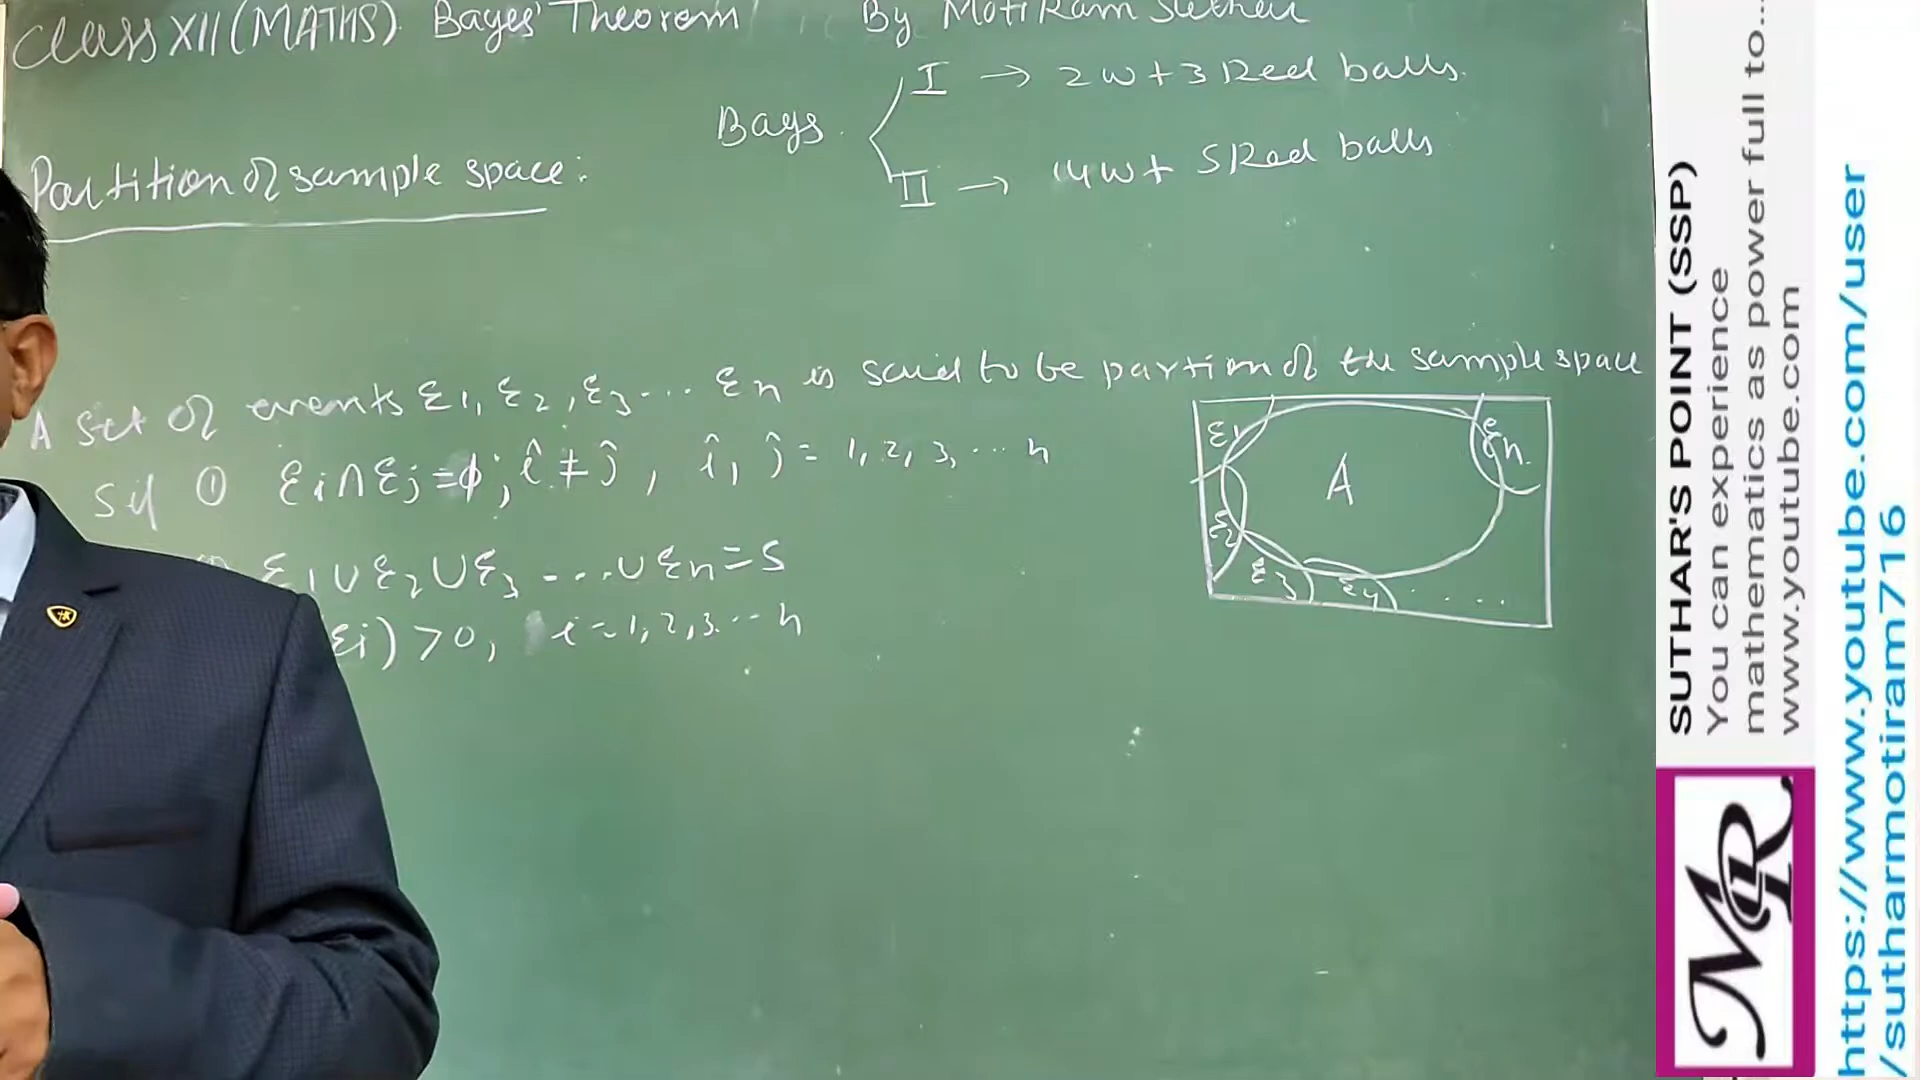 Class XII (MATHS). Bayes' Theorem By Moti Ram Suthar
Bags I → 2W + 3 Red balls.
II → 4W + 5 Red balls
Partition of sample space:
A set of events E1, E2, E3 ... En is said to be partion of the sample space
S if ① Ei ∩ Ej = φ; i ≠ j, i, j = 1, 2, 3, ... n
E1 ∪ E2 ∪ E3 ---... ∪ En = S
Ei) > 0, i = 1, 2, 3 ... n
E1
En
A
E2
E3
E4 . . . . .
SUTHAR'S POINT (SSP)
You can experience
mathematics as power full to...
www.youtube.com
MR
https://www.youtube.com/user
/sutharmotiram716